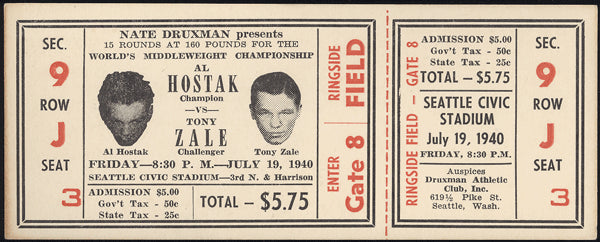 SEC.
9
ROW
J
SEAT
3
NATE DRUXMAN presents
15 ROUNDS AT 160 POUNDS FOR THE
WORLD'S MIDDLEWEIGHT CHAMPIONSHIP
AL
HOSTAK
Champion
—VS—
TONY
ZALE
Challenger
Al Hostak
Tony Zale
FRIDAY—8:30 P. M.—JULY 19, 1940
SEATTLE CIVIC STADIUM—3rd N. & Harrison
ADMISSION $5.00
Gov't Tax - 50c
State Tax - 25c
TOTAL — $5.75
RINGSIDE
FIELD
ENTER
Gate 8
RINGSIDE FIELD — GATE 8
ADMISSION $5.00
Gov't Tax - 50c
State Tax - 25c
TOTAL — $5.75
SEATTLE CIVIC
STADIUM
July 19, 1940
FRIDAY, 8:30 P.M.
Auspices
Druxman Athletic
Club, Inc.
619½ Pike St.
Seattle, Wash.
SEC.
9
ROW
J
SEAT
3